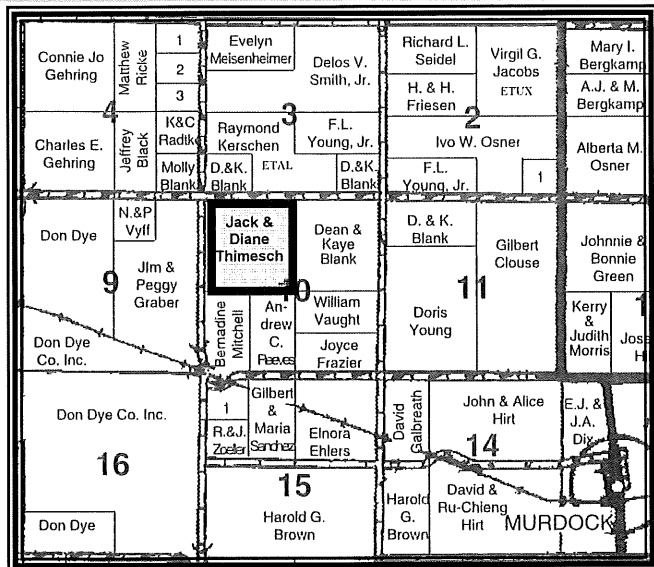 Connie Jo
Gehring
Matthew
Ricke
1
2
3
4
Charles E.
Gehring
Jeffrey
Black
K&C
Radtke
Molly
Blank
Evelyn
Meisenheimer
Delos V.
Smith, Jr.
3
Raymond
Kerschen
ETAL
F.L.
Young, Jr.
D.&K.
Blank
D.&K.
Blank
Richard L.
Seidel
Virgil G.
Jacobs
ETUX
H. & H.
Friesen
2
Ivo W. Osner
F.L.
Young, Jr.
1
Mary I.
Bergkamp
A.J. & M.
Bergkamp
Alberta M.
Osner
Don Dye
N.&P
Vyff
9
Jim &
Peggy
Graber
Don Dye
Co. Inc.
Jack &
Diane
Thimesch
Dean &
Kaye
Blank
10
Bernadine
Mitchell
An-
drew
C.
Reeves
William
Vaught
Joyce
Frazier
D. & K.
Blank
Gilbert
Clouse
11
Doris
Young
Johnnie &
Bonnie
Green
1
Kerry
&
Judith
Morris
Don Dye Co. Inc.
16
Don Dye
1
R.&J.
Zoeller
Gilbert
&
Maria
Sanchez
Elnora
Ehlers
15
Harold G.
Brown
David
Galbreath
John & Alice
Hirt
14
E.J. &
J.A.
Dix
Harold
G.
Brown
David &
Ru-Chieng
Hirt
MURDOCK